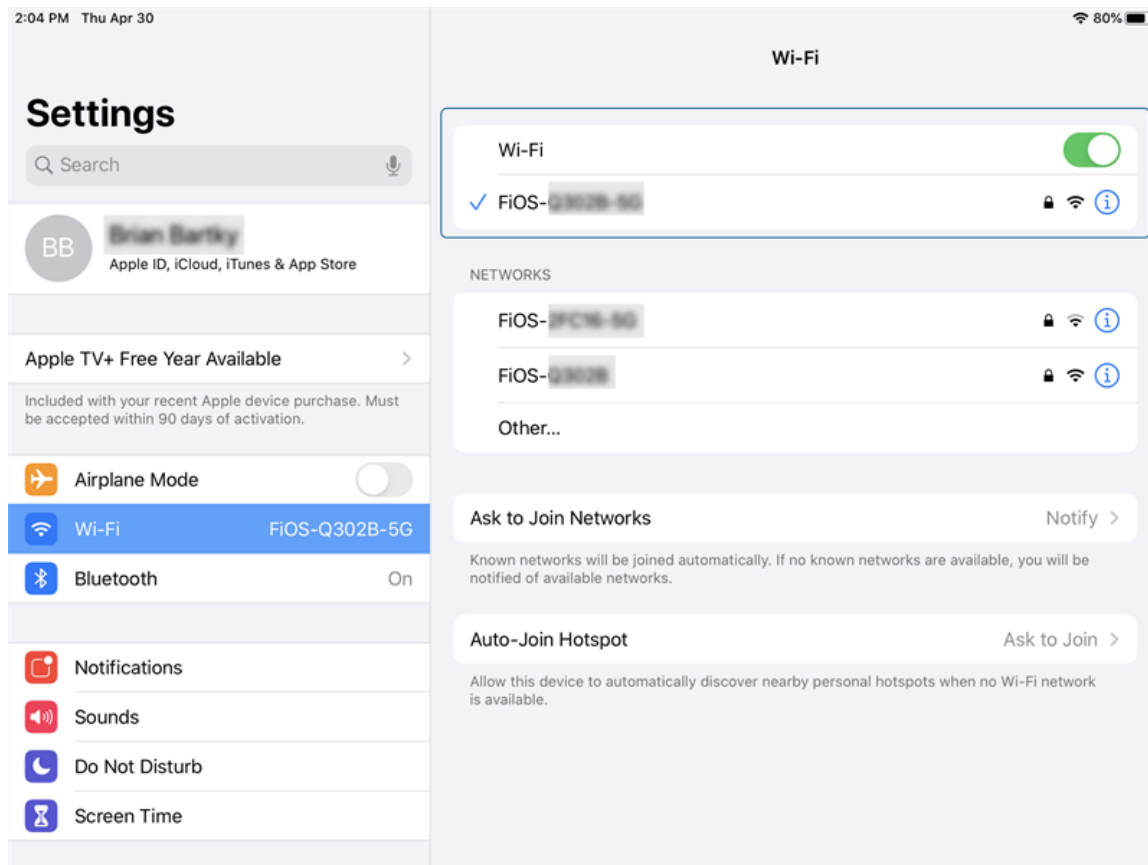 2:04 PM Thu Apr 30
80%
Settings
Search
BB
Apple ID, iCloud, iTunes & App Store
Apple TV+ Free Year Available
Included with your recent Apple device purchase. Must
be accepted within 90 days of activation.
Airplane Mode
Wi-Fi FiOS-Q302B-5G
Bluetooth On
Notifications
Sounds
Do Not Disturb
Screen Time
Wi-Fi
Wi-Fi
FiOS-
NETWORKS
FiOS-
FiOS-
Other...
Ask to Join Networks Notify
Known networks will be joined automatically. If no known networks are available, you will be
notified of available networks.
Auto-Join Hotspot Ask to Join
Allow this device to automatically discover nearby personal hotspots when no Wi-Fi network
is available.